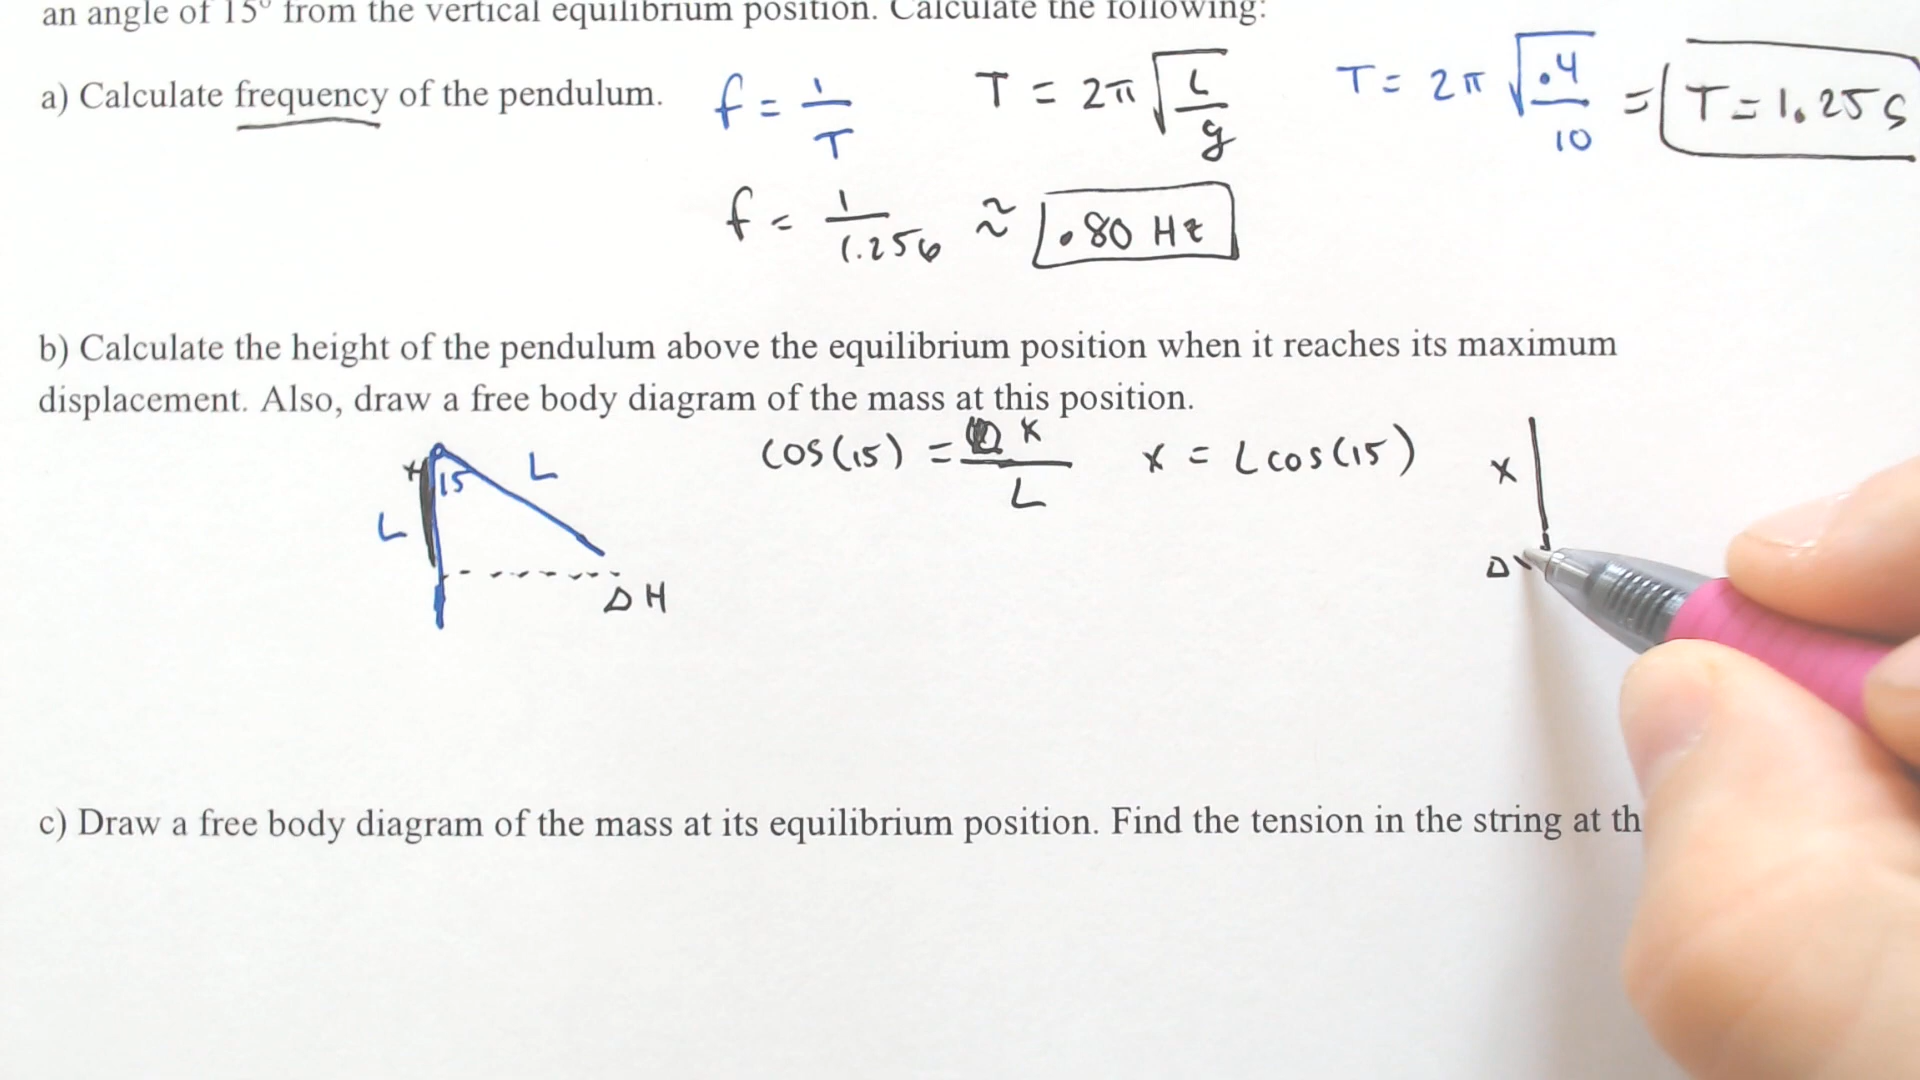 an angle of 15° from the vertical equilibrium position. Calculate the following:
a) Calculate frequency of the pendulum. f = 1/T T = 2π √(L/g) T = 2π √(.4/10) = T = 1.25s
f = 1/1.256 ≈ .80 Hz
b) Calculate the height of the pendulum above the equilibrium position when it reaches its maximum
displacement. Also, draw a free body diagram of the mass at this position.
cos(15) = x/L x = L cos(15) x
x 15 L
L
Δ H
c) Draw a free body diagram of the mass at its equilibrium position. Find the tension in the string at th